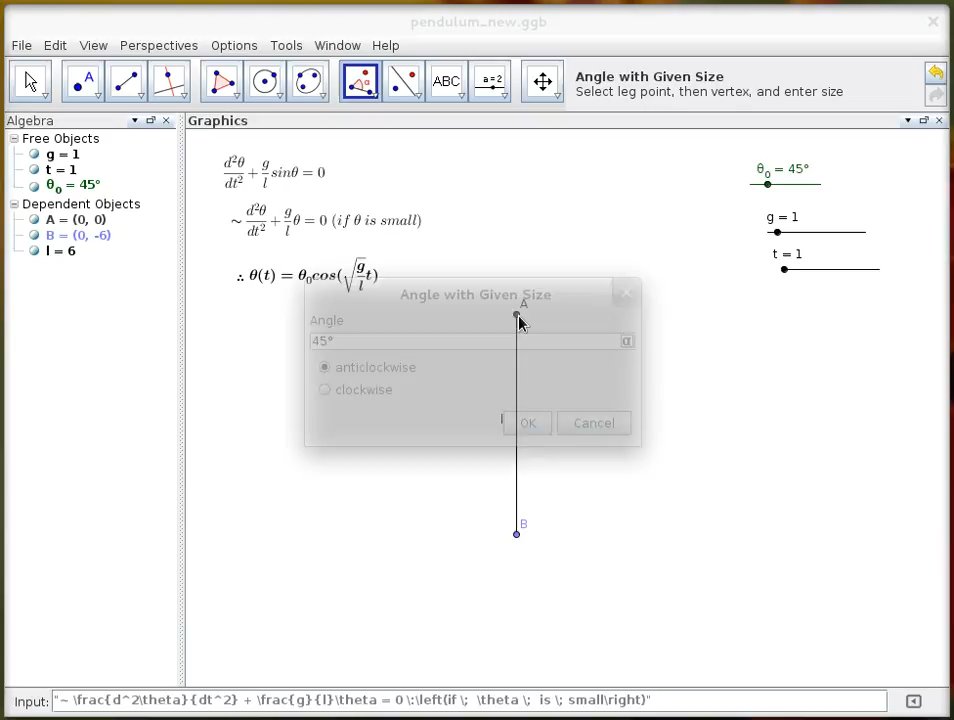 pendulum_new.ggb
File Edit View Perspectives Options Tools Window Help
A
ABC
a=2
α
Angle with Given Size
Select leg point, then vertex, and enter size
Algebra
Graphics
Free Objects
g = 1
t = 1
θ₀ = 45°
Dependent Objects
A = (0, 0)
B = (0, -6)
l = 6
d²θ/dt² + g/l sinθ = 0
~ d²θ/dt² + g/l θ = 0 (if θ is small)
∴ θ(t) = θ₀cos(√(g/l) t)
θ₀ = 45°
g = 1
t = 1
Angle with Given Size
A
Angle
45°
α
anticlockwise
clockwise
l
OK Cancel
B
Input: "~ \frac{d^2\theta}{dt^2} + \frac{g}{l}\theta = 0 \:\left(if \; \theta \; is \; small\right)"